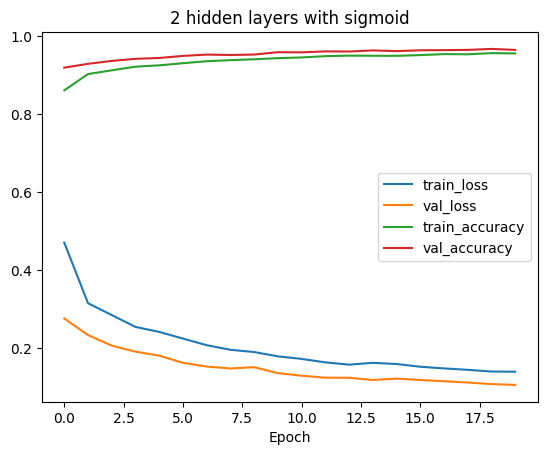 2 hidden layers with sigmoid
1.0
0.8
0.6
0.4
0.2
train_loss
val_loss
train_accuracy
val_accuracy
0.0 2.5 5.0 7.5 10.0 12.5 15.0 17.5
Epoch